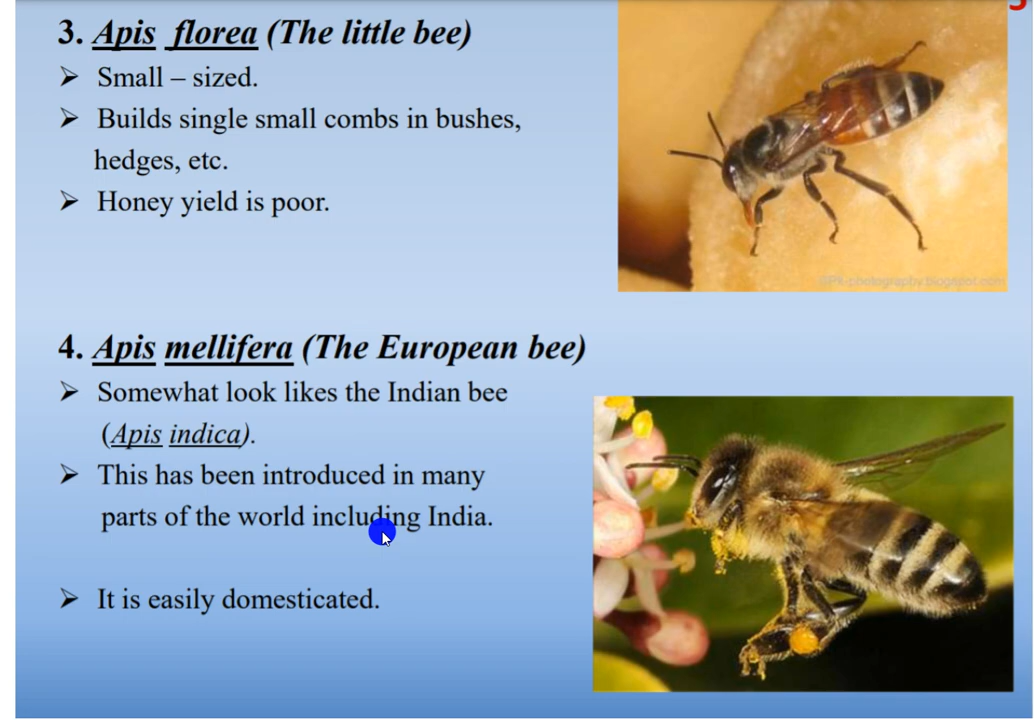 3. Apis florea (The little bee)
➢ Small – sized.
➢ Builds single small combs in bushes,
hedges, etc.
➢ Honey yield is poor.
4. Apis mellifera (The European bee)
➢ Somewhat look likes the Indian bee
(Apis indica).
➢ This has been introduced in many
parts of the world including India.
➢ It is easily domesticated.